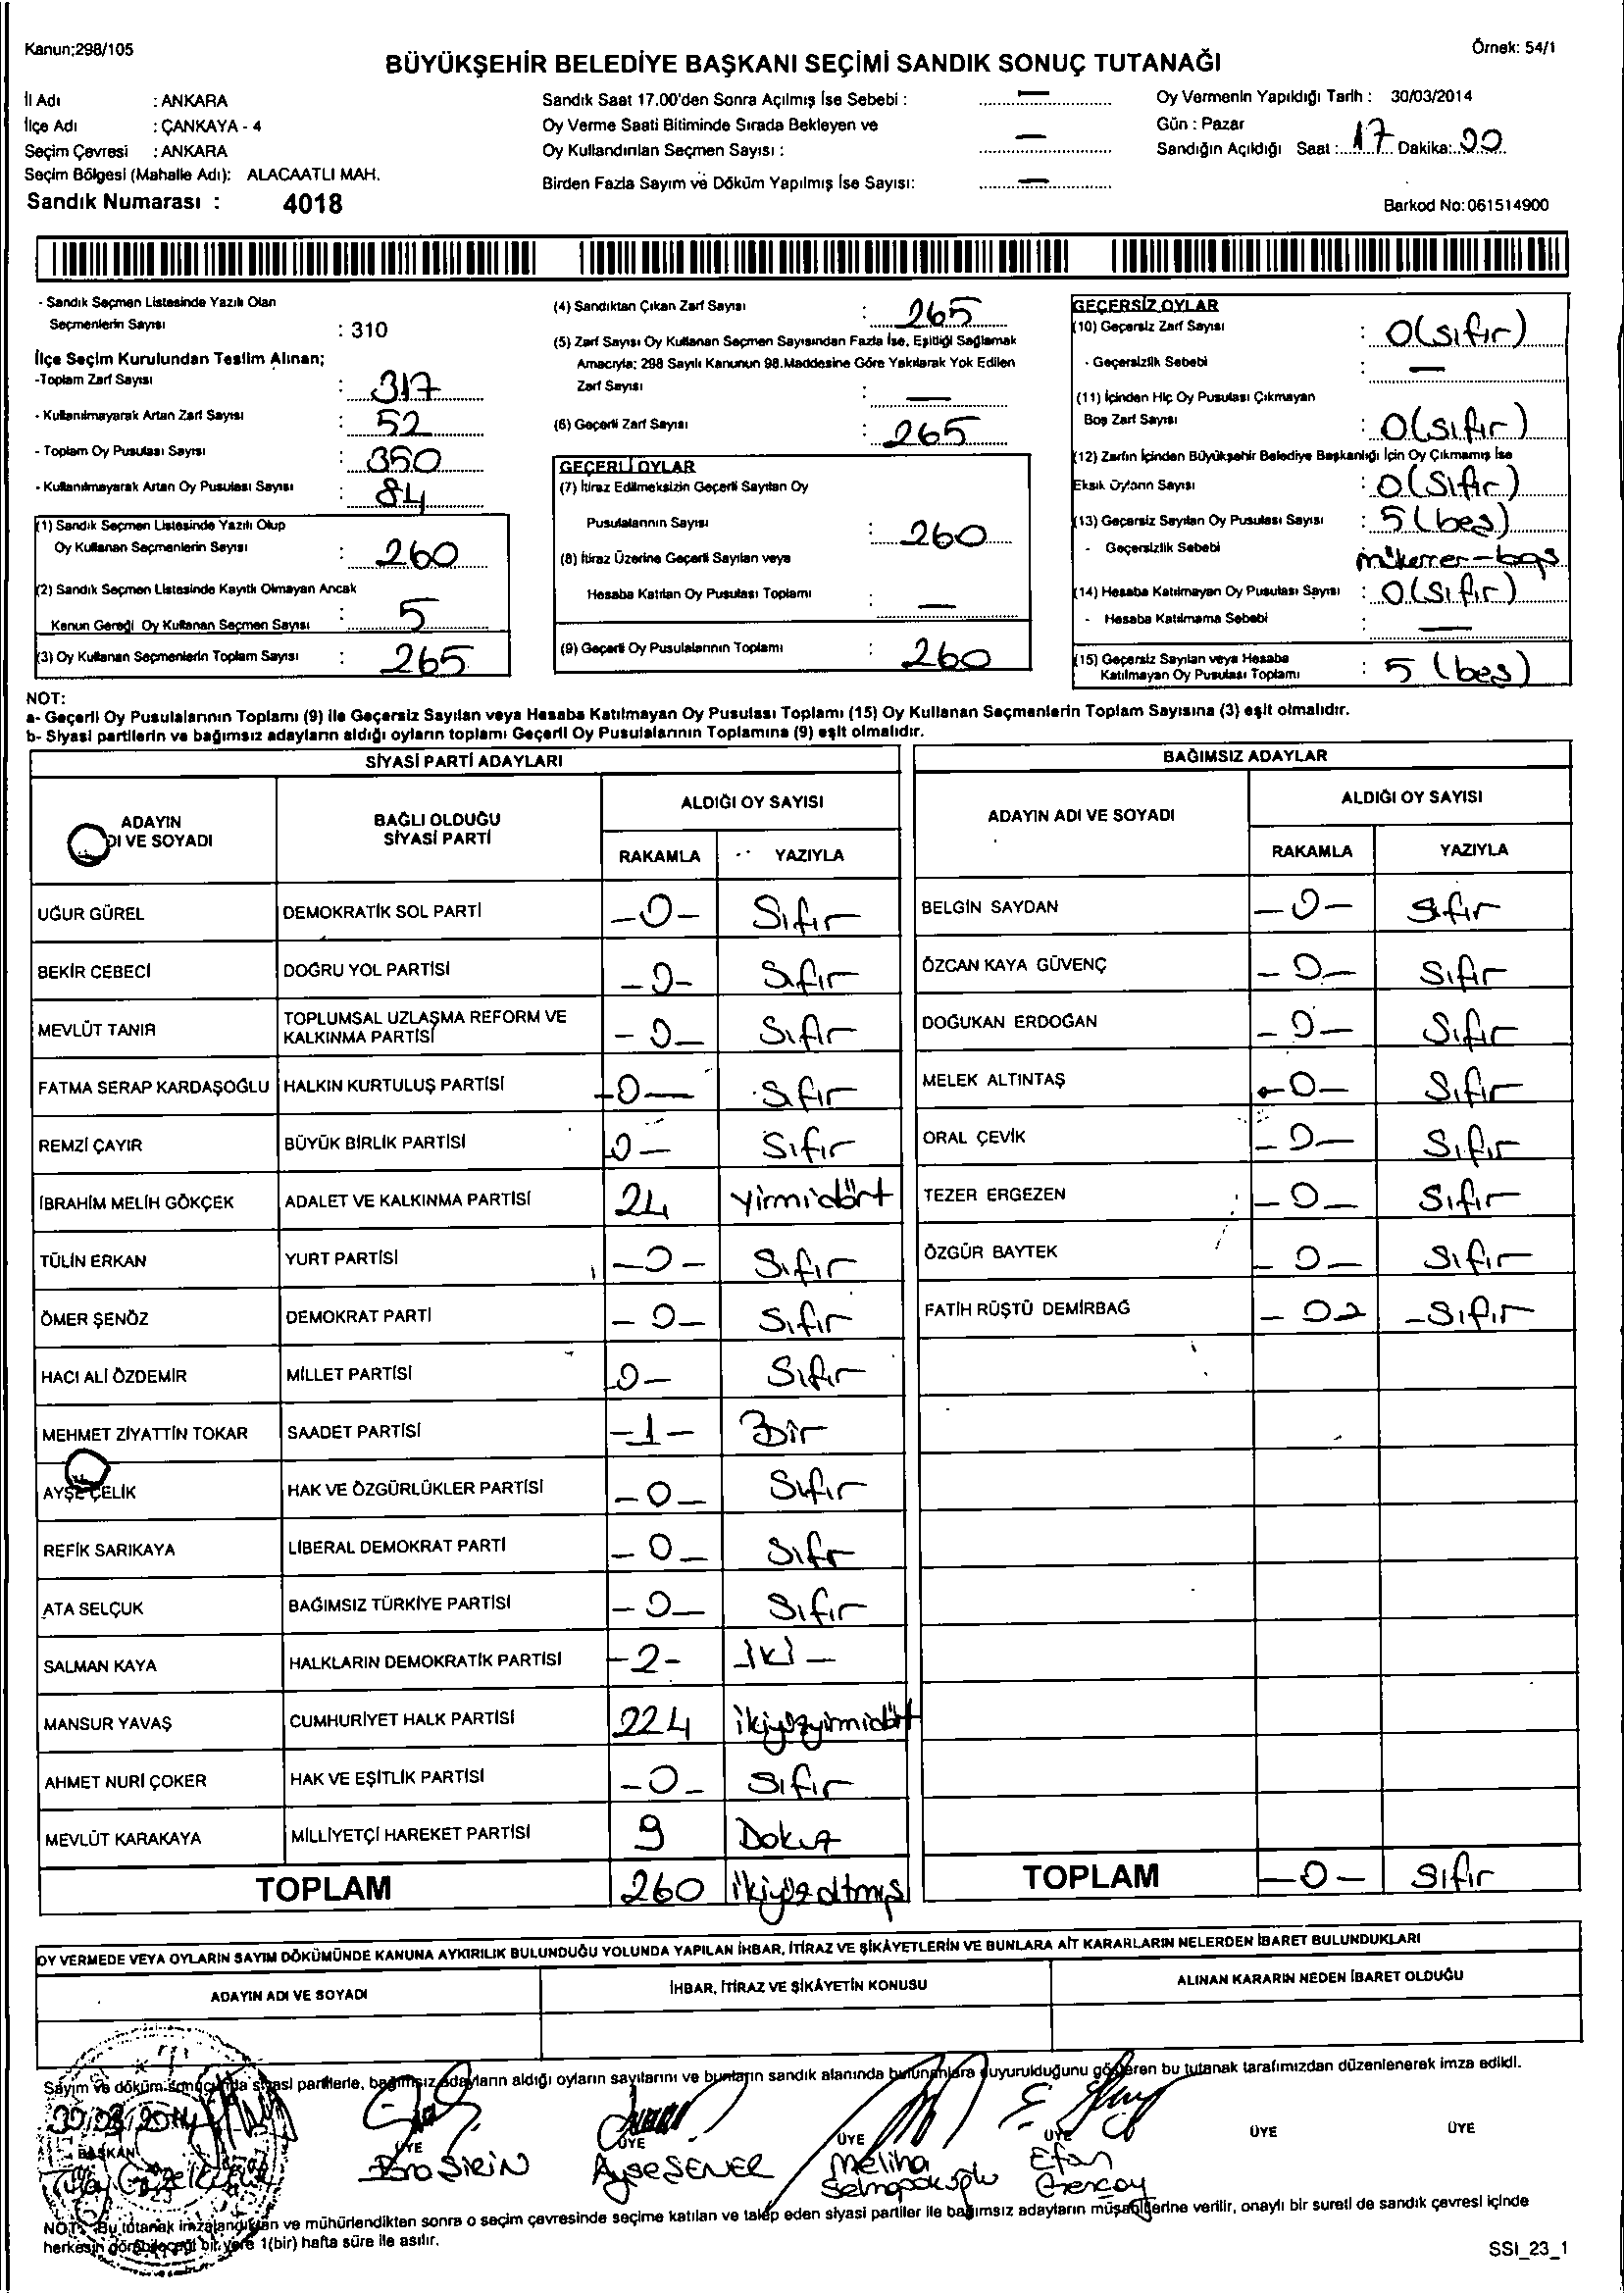 Kanun;298/105
Örnek: 54/1
BÜYÜKŞEHİR BELEDİYE BAŞKANI SEÇİMİ SANDIK SONUÇ TUTANAĞI
İl Adı : ANKARA
İlçe Adı : ÇANKAYA - 4
Seçim Çevresi : ANKARA
Seçim Bölgesi (Mahalle Adı): ALACAATLI MAH.
Sandık Numarası : 4018
Sandık Saat 17.00'den Sonra Açılmış İse Sebebi : —
Oy Verme Saati Bitiminde Sırada Bekleyen ve
Oy Kullandırılan Seçmen Sayısı : —
Birden Fazla Sayım ve Döküm Yapılmış İse Sayısı: —
Oy Vermenin Yapıldığı Tarih : 30/03/2014
Gün : Pazar
Sandığın Açıldığı Saat : 17 Dakika: 00
Barkod No: 061514900
- Sandık Seçmen Listesinde Yazılı Olan
Seçmenlerin Sayısı : 310
İlçe Seçim Kurulundan Teslim Alınan;
-Toplam Zarf Sayısı : 317
- Kullanılmayarak Artan Zarf Sayısı : 52
- Toplam Oy Pusulası Sayısı : 350
- Kullanılmayarak Artan Oy Pusulası Sayısı : 84
(1) Sandık Seçmen Listesinde Yazılı Olup
Oy Kullanan Seçmenlerin Sayısı : 260
(2) Sandık Seçmen Listesinde Kayıtlı Olmayan Ancak
Kanun Gereği Oy Kullanan Seçmen Sayısı : 5
(3) Oy Kullanan Seçmenlerin Toplam Sayısı : 265
(4) Sandıktan Çıkan Zarf Sayısı : 265
(5) Zarf Sayısı Oy Kullanan Seçmen Sayısından Fazla İse, Eşitliği Sağlamak
Amacıyla; 298 Sayılı Kanunun 98.Maddesine Göre Yakılarak Yok Edilen
Zarf Sayısı : —
(6) Geçerli Zarf Sayısı : 265
GEÇERLİ OYLAR
(7) İtiraz Edilmeksizin Geçerli Sayılan Oy
Pusulalarının Sayısı : 260
(8) İtiraz Üzerine Geçerli Sayılan veya
Hesaba Katılan Oy Pusulası Toplamı : —
(9) Geçerli Oy Pusulalarının Toplamı : 260
GEÇERSİZ OYLAR
(10) Geçersiz Zarf Sayısı : 0(sıfır)
- Geçersizlik Sebebi : —
(11) İçinden Hiç Oy Pusulası Çıkmayan
Boş Zarf Sayısı : 0(sıfır)
(12) Zarfın İçinden Büyükşehir Belediye Başkanlığı İçin Oy Çıkmamış İse
Eksik Oyların Sayısı : 0(sıfır)
(13) Geçersiz Sayılan Oy Pusulası Sayısı : 5 (beş)
- Geçersizlik Sebebi mükerrer-boş
(14) Hesaba Katılmayan Oy Pusulası Sayısı : 0(sıfır)
- Hesaba Katılmama Sebebi : —
(15) Geçersiz Sayılan veya Hesaba
Katılmayan Oy Pusulası Toplamı : 5 (beş)
NOT:
a- Geçerli Oy Pusulalarının Toplamı (9) ile Geçersiz Sayılan veya Hesaba Katılmayan Oy Pusulası Toplamı (15) Oy Kullanan Seçmenlerin Toplam Sayısına (3) eşit olmalıdır.
b- Siyasi partilerin ve bağımsız adayların aldığı oyların toplamı Geçerli Oy Pusulalarının Toplamına (9) eşit olmalıdır.
SİYASİ PARTİ ADAYLARI
ADAYIN
DI VE SOYADI
BAĞLI OLDUĞU
SİYASİ PARTİ
ALDIĞI OY SAYISI
RAKAMLA YAZIYLA
UĞUR GÜREL DEMOKRATİK SOL PARTİ -0- Sıfır
BEKİR CEBECİ DOĞRU YOL PARTİSİ -0- Sıfır
MEVLÜT TANIR TOPLUMSAL UZLAŞMA REFORM VE
KALKINMA PARTİSİ -0- Sıfır
FATMA SERAP KARDAŞOĞLU HALKIN KURTULUŞ PARTİSİ -0- Sıfır
REMZİ ÇAYIR BÜYÜK BİRLİK PARTİSİ 0- Sıfır
İBRAHİM MELİH GÖKÇEK ADALET VE KALKINMA PARTİSİ 24 yirmidört
TÜLİN ERKAN YURT PARTİSİ -0- Sıfır
ÖMER ŞENÖZ DEMOKRAT PARTİ -0- Sıfır
HACI ALİ ÖZDEMİR MİLLET PARTİSİ 0- Sıfır
MEHMET ZİYATTİN TOKAR SAADET PARTİSİ -1- Bir
AYŞE ÇELİK HAK VE ÖZGÜRLÜKLER PARTİSİ -0- Sıfır
REFİK SARIKAYA LİBERAL DEMOKRAT PARTİ -0- Sıfr
ATA SELÇUK BAĞIMSIZ TÜRKİYE PARTİSİ -0- Sıfır
SALMAN KAYA HALKLARIN DEMOKRATİK PARTİSİ -2- -İki-
MANSUR YAVAŞ CUMHURİYET HALK PARTİSİ 224 ikiyüzyirmidört
AHMET NURİ ÇOKER HAK VE EŞİTLİK PARTİSİ -0- Sıfır
MEVLÜT KARAKAYA MİLLİYETÇİ HAREKET PARTİSİ 9 Dokuz
TOPLAM 260 ikiyüzaltmış
BAĞIMSIZ ADAYLAR
ADAYIN ADI VE SOYADI
ALDIĞI OY SAYISI
RAKAMLA YAZIYLA
BELGİN SAYDAN -0- Sıfır
ÖZCAN KAYA GÜVENÇ -0- Sıfır
DOĞUKAN ERDOĞAN -0- Sıfır
MELEK ALTINTAŞ -0- Sıfır
ORAL ÇEVİK -0- Sıfır
TEZER ERGEZEN -0- Sıfır
ÖZGÜR BAYTEK -0- Sıfır
FATİH RÜŞTÜ DEMİRBAĞ -0- -Sıfır
TOPLAM -0- Sıfır
OY VERMEDE VEYA OYLARIN SAYIM DÖKÜMÜNDE KANUNA AYKIRILIK BULUNDUĞU YOLUNDA YAPILAN İHBAR, İTİRAZ VE ŞİKÂYETLERİN VE BUNLARA AİT KARARLARIN NELERDEN İBARET BULUNDUKLARI
ADAYIN ADI VE SOYADI
İHBAR, İTİRAZ VE ŞİKÂYETİN KONUSU
ALINAN KARARIN NEDEN İBARET OLDUĞU
Sayım ve döküm sonucunda siyasi partilerle, bağımsız adayların aldığı oyların sayılarını ve bunların sandık alanında bulunanlara duyurulduğunu gösteren bu tutanak tarafımızdan düzenlenerek imza edildi.
30.03.2014
BAŞKAN ÜYE ÜYE ÜYE ÜYE ÜYE ÜYE
Ayşe ŞENER Meliha
NOT: Bu tutanak imzalandıktan ve mühürlendikten sonra o seçim çevresinde seçime katılan ve talep eden siyasi partiler ile bağımsız adayların müşahitlerine verilir, onaylı bir sureti de sandık çevresi içinde
herkesin görebileceği bir yere 1(bir) hafta süre ile asılır.
SSI_23_1